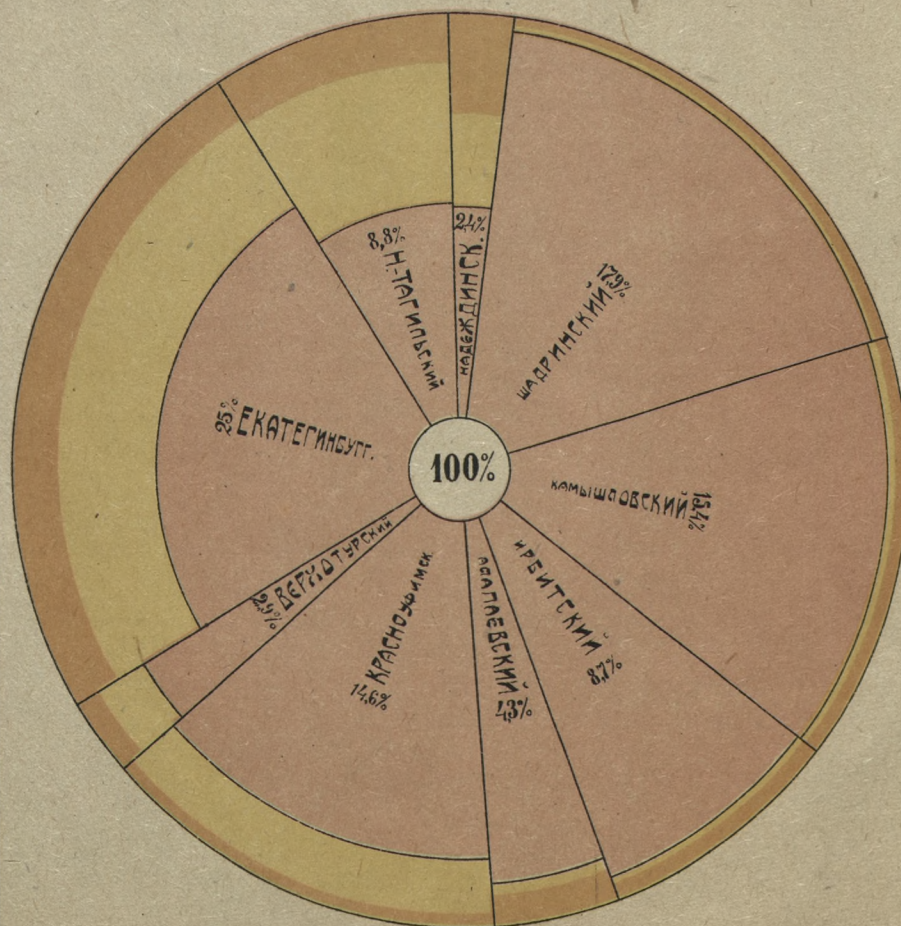 100%
17,9%
ШАДРИНСКИЙ
КАМЫШЛОВСКИЙ
15,4%
ИРБИТСКИЙ
8,7%
АЛАПАЕВСКИЙ
4,3%
КРАСНОУФИМСК
14,6%
ВЕРХОТУРСКИЙ
2,9%
25% ЕКАТЕРИНБУРГ.
8,8%
Н-ТАГИЛЬСКИЙ
2,4%
НАДЕЖДИНСК.